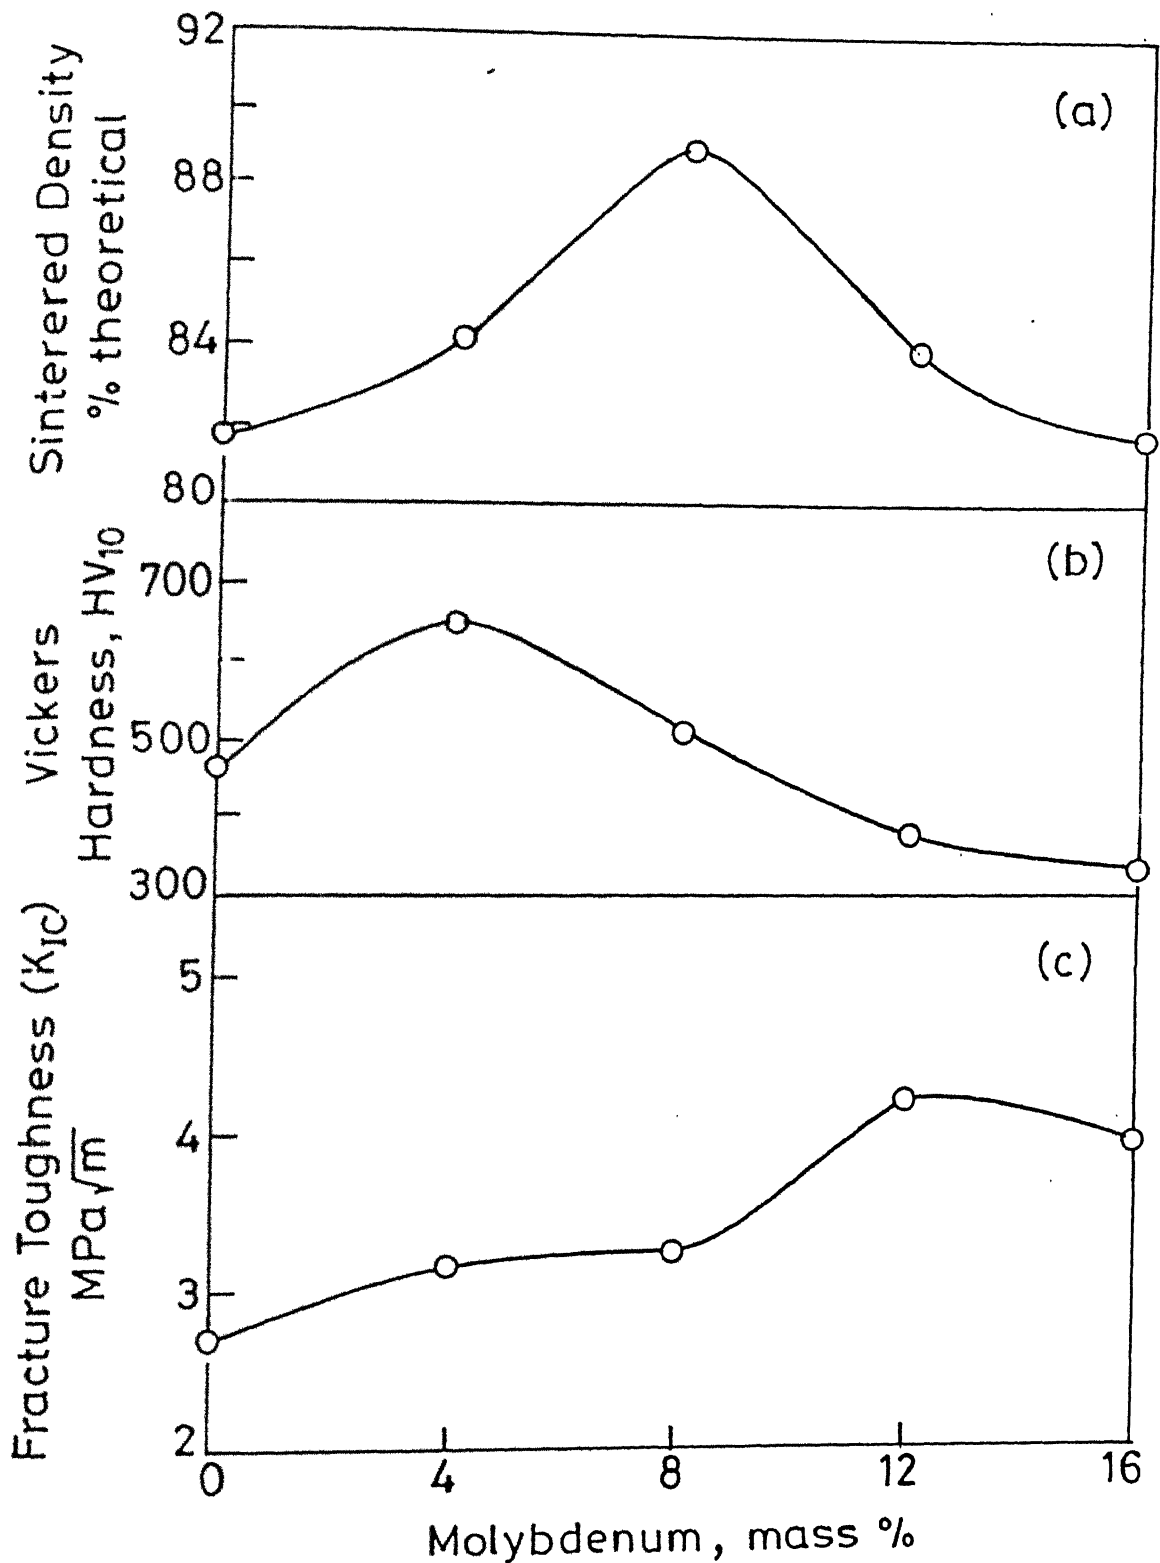 Sinterered Density
% theoretical
92
88
84
80
(a)
Vickers
Hardness, HV10
700
500
300
(b)
Fracture Toughness (KIC)
MPa√m
5
4
3
2
(c)
0 4 8 12 16
Molybdenum, mass %